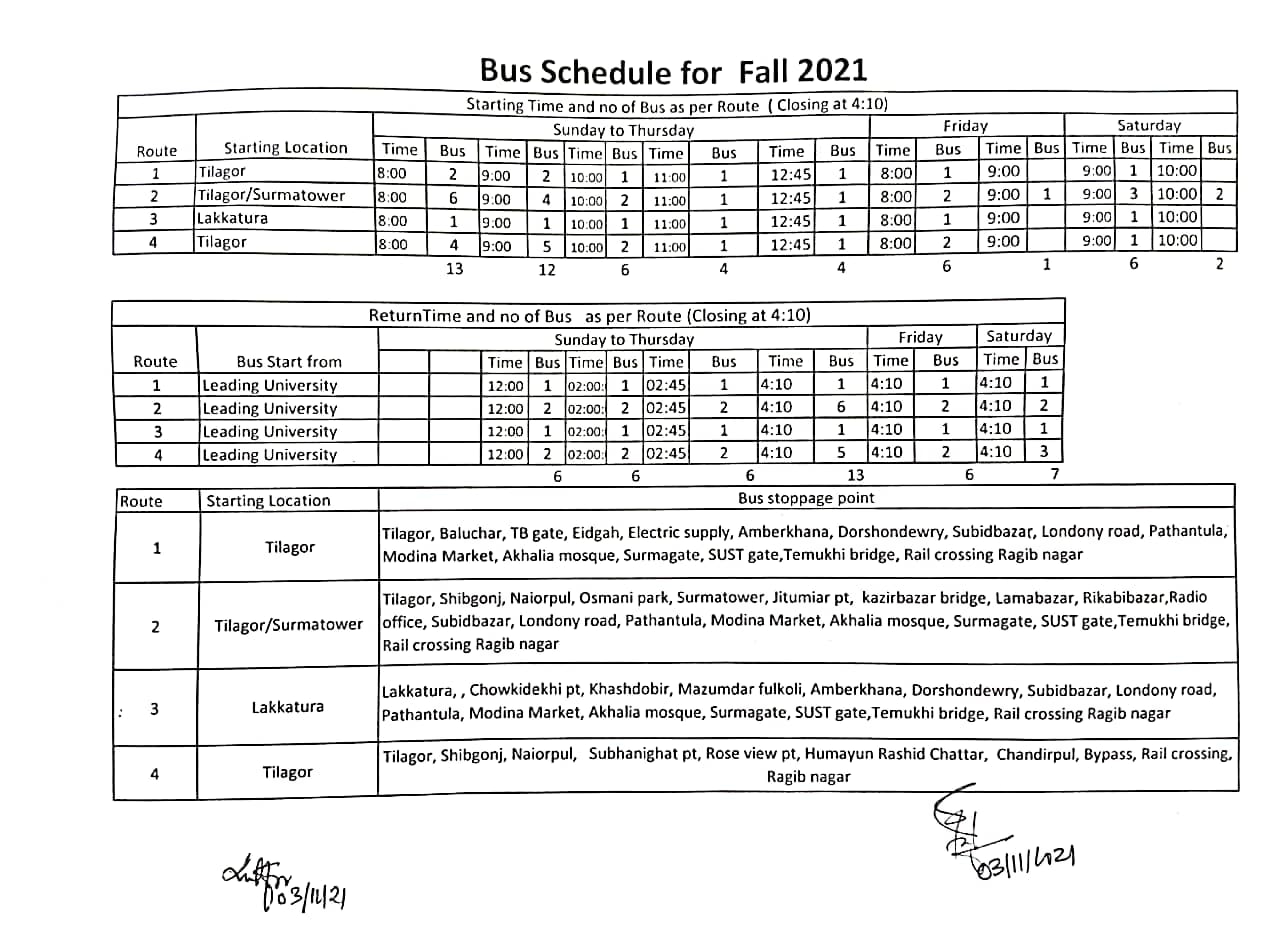 Bus Schedule for Fall 2021
Starting Time and no of Bus as per Route ( Closing at 4:10)
Route Starting Location Sunday to Thursday Friday Saturday
Time Bus Time Bus Time Bus Time Bus Time Bus Time Bus Time Bus Time Bus Time Bus
1 Tilagor 8:00 2 9:00 2 10:00 1 11:00 1 12:45 1 8:00 1 9:00 9:00 1 10:00
2 Tilagor/Surmatower 8:00 6 9:00 4 10:00 2 11:00 1 12:45 1 8:00 2 9:00 1 9:00 3 10:00 2
3 Lakkatura 8:00 1 9:00 1 10:00 1 11:00 1 12:45 1 8:00 1 9:00 9:00 1 10:00
4 Tilagor 8:00 4 9:00 5 10:00 2 11:00 1 12:45 1 8:00 2 9:00 9:00 1 10:00
13 12 6 4 4 6 1 6 2
ReturnTime and no of Bus as per Route (Closing at 4:10)
Route Bus Start from Sunday to Thursday Friday Saturday
Time Bus Time Bus Time Bus Time Bus Time Bus Time Bus
1 Leading University 12:00 1 02:00: 1 02:45 1 4:10 1 4:10 1 4:10 1
2 Leading University 12:00 2 02:00: 2 02:45 2 4:10 6 4:10 2 4:10 2
3 Leading University 12:00 1 02:00: 1 02:45 1 4:10 1 4:10 1 4:10 1
4 Leading University 12:00 2 02:00: 2 02:45 2 4:10 5 4:10 2 4:10 3
6 6 6 13 6 7
Route Starting Location Bus stoppage point
1 Tilagor Tilagor, Baluchar, TB gate, Eidgah, Electric supply, Amberkhana, Dorshondewry, Subidbazar, Londony road, Pathantula,
Modina Market, Akhalia mosque, Surmagate, SUST gate,Temukhi bridge, Rail crossing Ragib nagar
2 Tilagor/Surmatower Tilagor, Shibgonj, Naiorpul, Osmani park, Surmatower, Jitumiar pt, kazirbazar bridge, Lamabazar, Rikabibazar,Radio
office, Subidbazar, Londony road, Pathantula, Modina Market, Akhalia mosque, Surmagate, SUST gate,Temukhi bridge,
Rail crossing Ragib nagar
3 Lakkatura Lakkatura, , Chowkidekhi pt, Khashdobir, Mazumdar fulkoli, Amberkhana, Dorshondewry, Subidbazar, Londony road,
Pathantula, Modina Market, Akhalia mosque, Surmagate, SUST gate,Temukhi bridge, Rail crossing Ragib nagar
4 Tilagor Tilagor, Shibgonj, Naiorpul, Subhanighat pt, Rose view pt, Humayun Rashid Chattar, Chandirpul, Bypass, Rail crossing,
Ragib nagar
03/11/2021
03/11/21